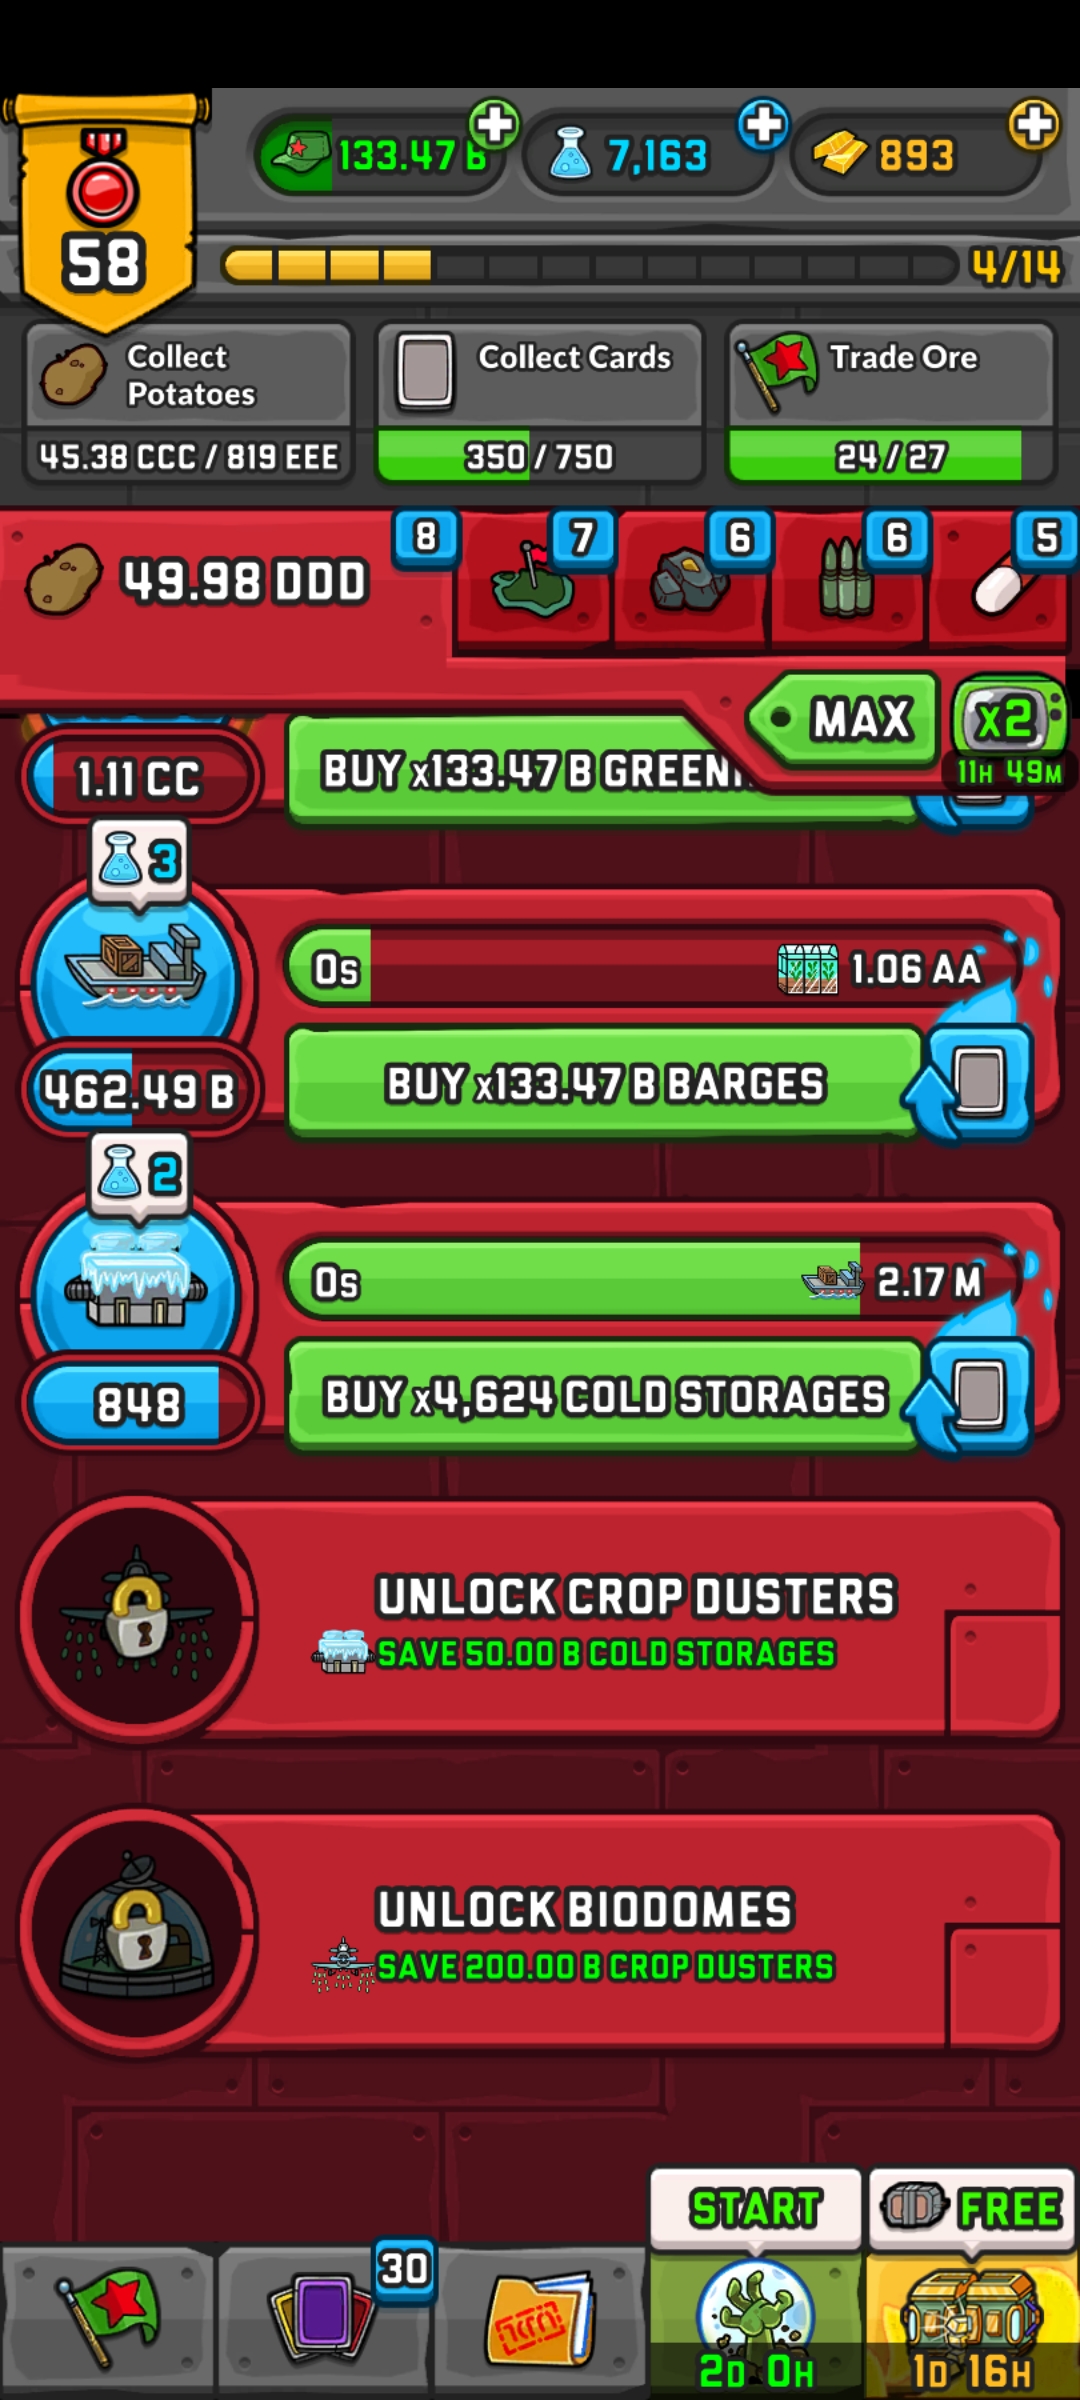 58
133.47 B
7,163
893
4/14
Collect Potatoes
45.38 CCC / 819 EEE
Collect Cards
350 / 750
Trade Ore
24 / 27
49.98 DDD
8
7
6
6
5
MAX
x2
11H 49M
1.11 CC
BUY x133.47 B
3
0s
1.06 AA
462.49 B
BUY x133.47 B BARGES
2
0s
2.17 M
848
BUY x4,624 COLD STORAGES
UNLOCK CROP DUSTERS
SAVE 50.00 B COLD STORAGES
UNLOCK BIODOMES
SAVE 200.00 B CROP DUSTERS
START
FREE
30
2D 0H
1D 16H